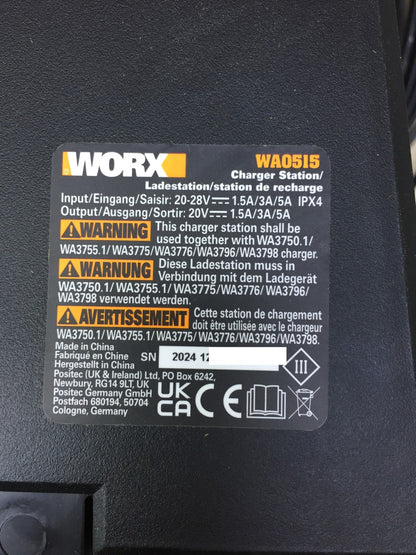 WORX WA0515
Charger Station/
Ladestation/station de recharge
Input/Eingang/Saisir: 20-28V⎓ 1.5A/3A/5A IPX4
Output/Ausgang/Sortir: 20V⎓ 1.5A/3A/5A
WARNING This charger station shall be
used together with WA3750.1/
WA3755.1/ WA3775/WA3776/WA3796/WA3798 charger.
WARNUNG Diese Ladestation muss in
Verbindung mit dem Ladegerät
WA3750.1/ WA3755.1/ WA3775/WA3776/ WA3796/
WA3798 verwendet werden.
AVERTISSEMENT Cette station de chargement
doit être utilisée avec le chargeur
WA3750.1/ WA3755.1/ WA3775/WA3776/WA3796/WA3798.
Made in China
Fabriqué en Chine SN 2024 12
Hergestellt in China
Positec (UK & Ireland) Ltd, PO Box 6242,
Newbury, RG14 9LT, UK
Positec Germany GmbH
Postfach 680194, 50704
Cologne, Germany
UK
CA CE III